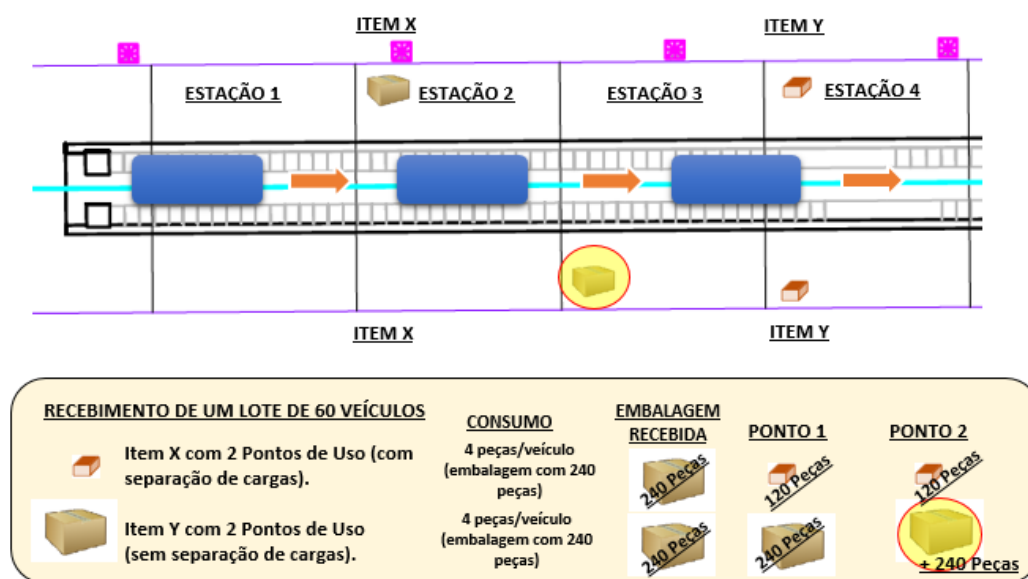 ITEM X
ITEM Y
ESTAÇÃO 1
ESTAÇÃO 2
ESTAÇÃO 3
ESTAÇÃO 4
ITEM X
ITEM Y
RECEBIMENTO DE UM LOTE DE 60 VEÍCULOS
CONSUMO
EMBALAGEM
RECEBIDA
PONTO 1
PONTO 2
Item X com 2 Pontos de Uso (com
separação de cargas).
4 peças/veículo
(embalagem com 240
peças)
240 Peças
120 Peças
120 Peças
Item Y com 2 Pontos de Uso
(sem separação de cargas).
4 peças/veículo
(embalagem com 240
peças)
240 Peças
240 Peças
+ 240 Peças